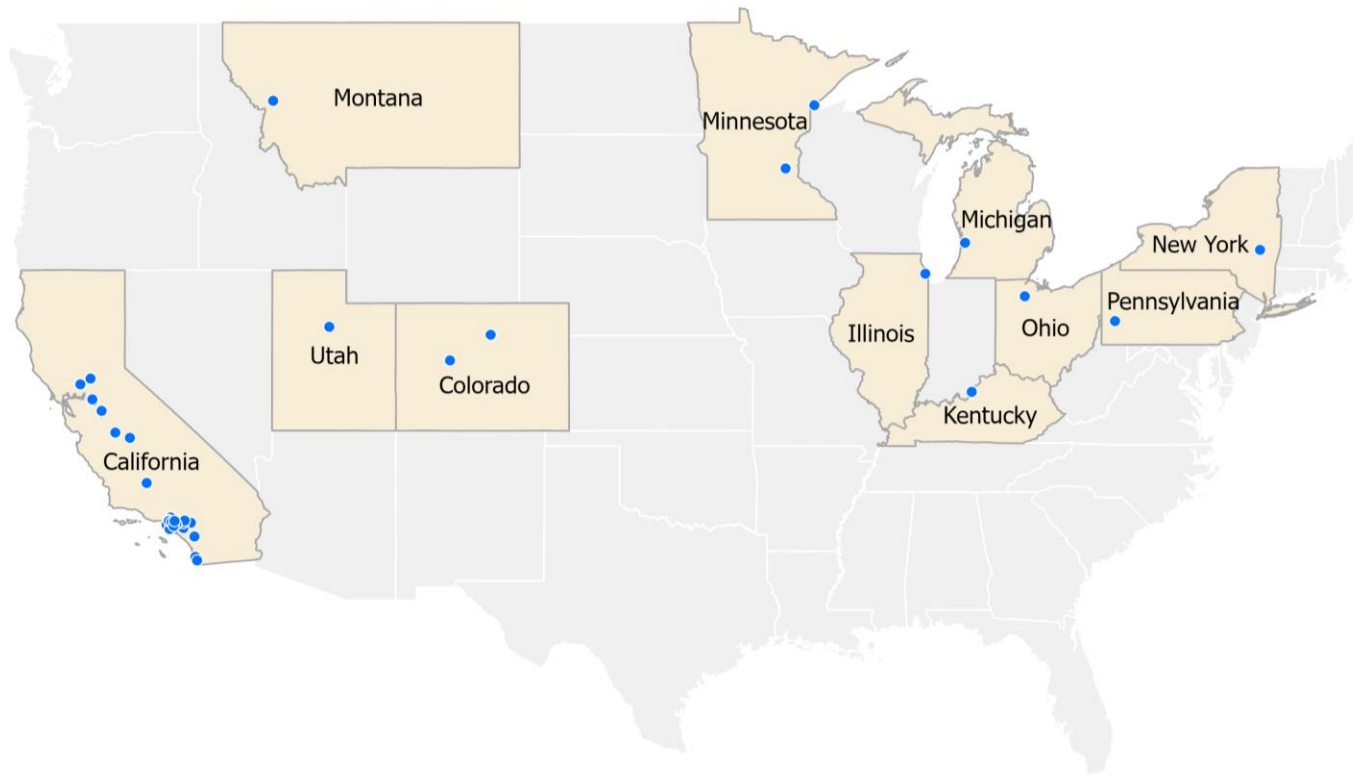 Montana
Minnesota
Michigan
New York
Pennsylvania
Illinois
Ohio
Utah
Colorado
Kentucky
California